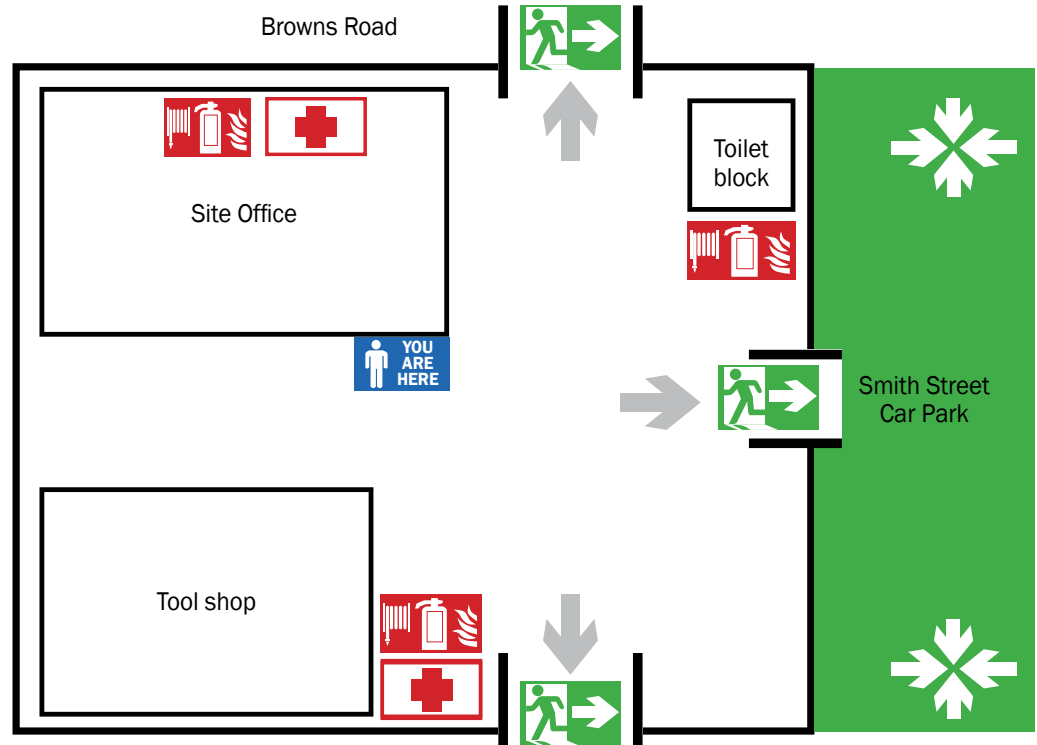 Browns Road
Toilet
block
Site Office
YOU
ARE
HERE
Smith Street
Car Park
Tool shop